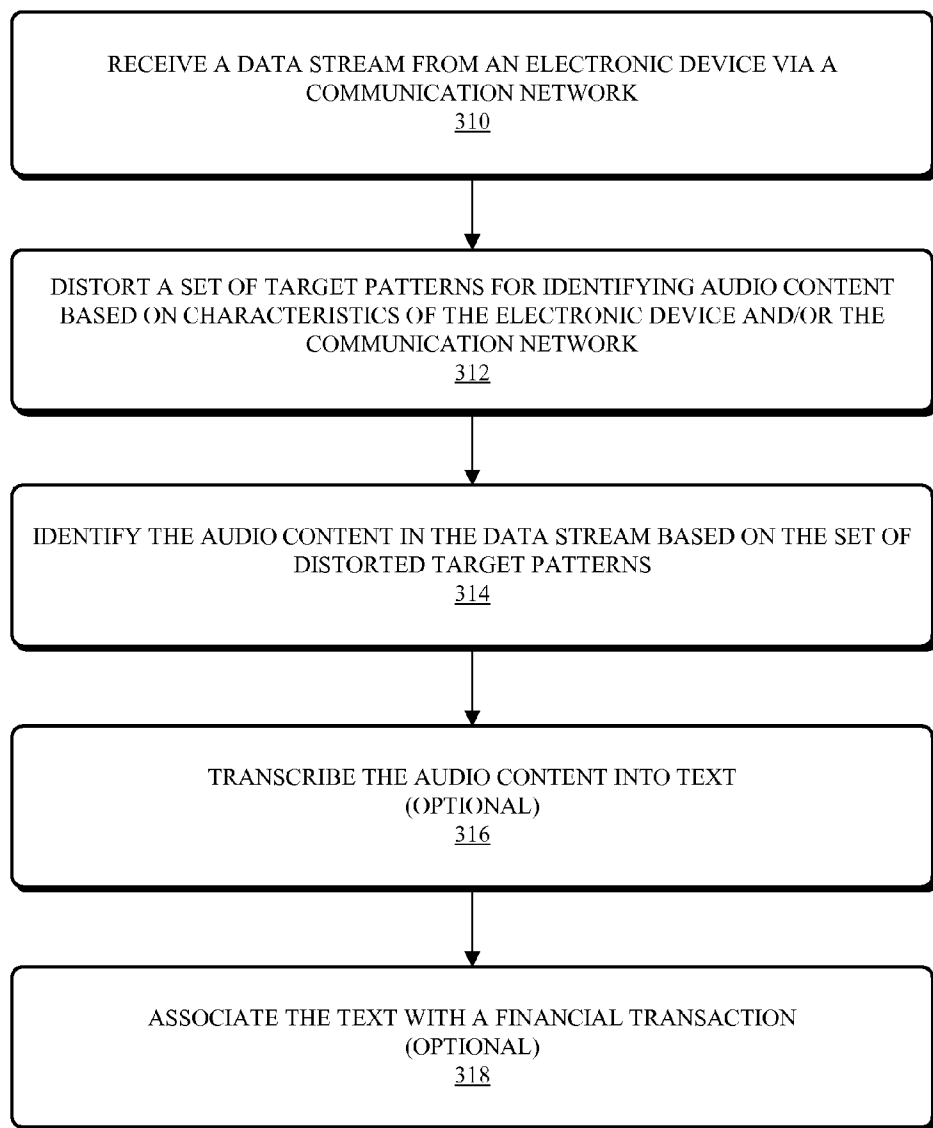 RECEIVE A DATA STREAM FROM AN ELECTRONIC DEVICE VIA A
COMMUNICATION NETWORK
310
DISTORT A SET OF TARGET PATTERNS FOR IDENTIFYING AUDIO CONTENT
BASED ON CHARACTERISTICS OF THE ELECTRONIC DEVICE AND/OR THE
COMMUNICATION NETWORK
312
IDENTIFY THE AUDIO CONTENT IN THE DATA STREAM BASED ON THE SET OF
DISTORTED TARGET PATTERNS
314
TRANSCRIBE THE AUDIO CONTENT INTO TEXT
(OPTIONAL)
316
ASSOCIATE THE TEXT WITH A FINANCIAL TRANSACTION
(OPTIONAL)
318